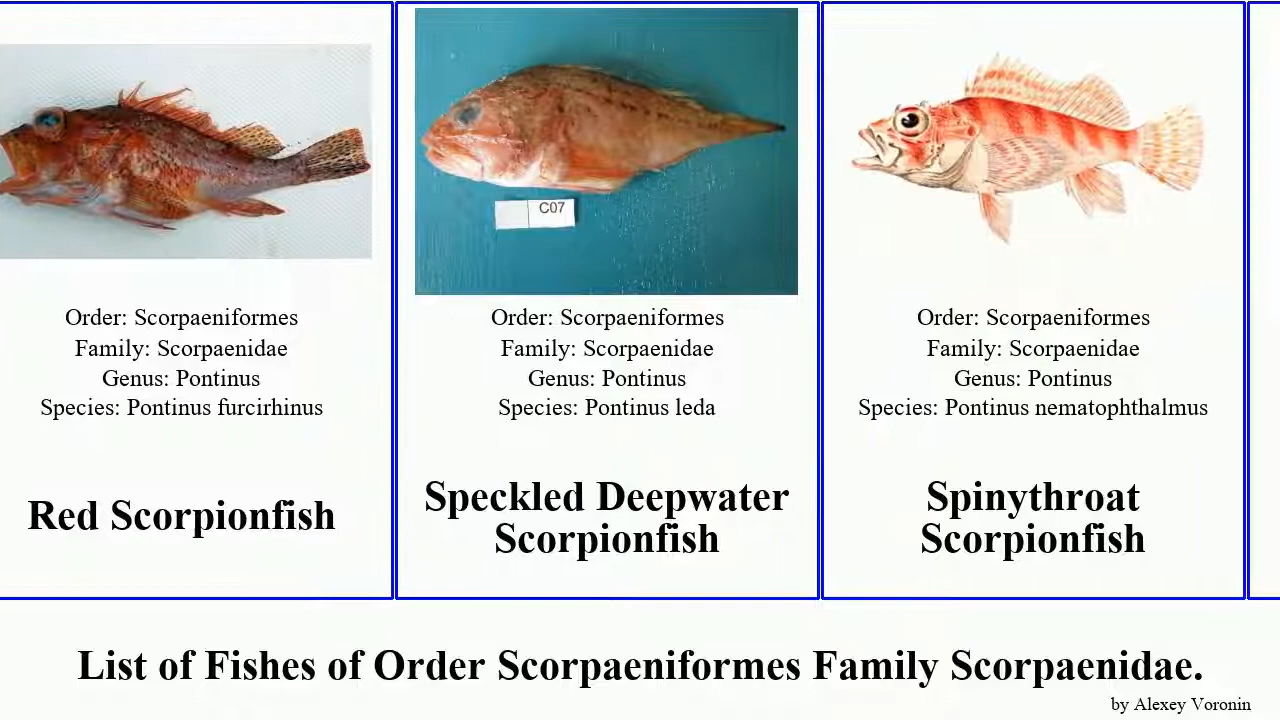 C07
Order: Scorpaeniformes
Family: Scorpaenidae
Genus: Pontinus
Species: Pontinus furcirhinus
Red Scorpionfish
Order: Scorpaeniformes
Family: Scorpaenidae
Genus: Pontinus
Species: Pontinus leda
Speckled Deepwater
Scorpionfish
Order: Scorpaeniformes
Family: Scorpaenidae
Genus: Pontinus
Species: Pontinus nematophthalmus
Spinythroat
Scorpionfish
List of Fishes of Order Scorpaeniformes Family Scorpaenidae.
by Alexey Voronin